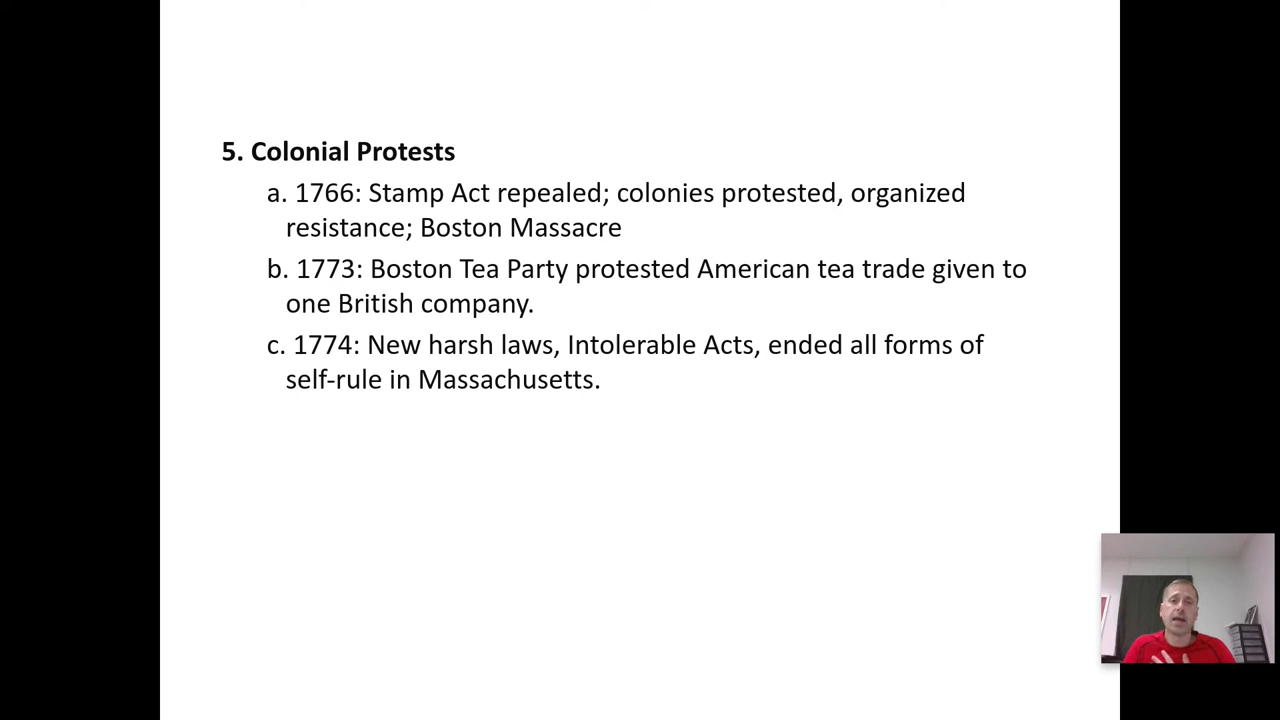 5. Colonial Protests
a. 1766: Stamp Act repealed; colonies protested, organized
resistance; Boston Massacre
b. 1773: Boston Tea Party protested American tea trade given to
one British company.
c. 1774: New harsh laws, Intolerable Acts, ended all forms of
self-rule in Massachusetts.